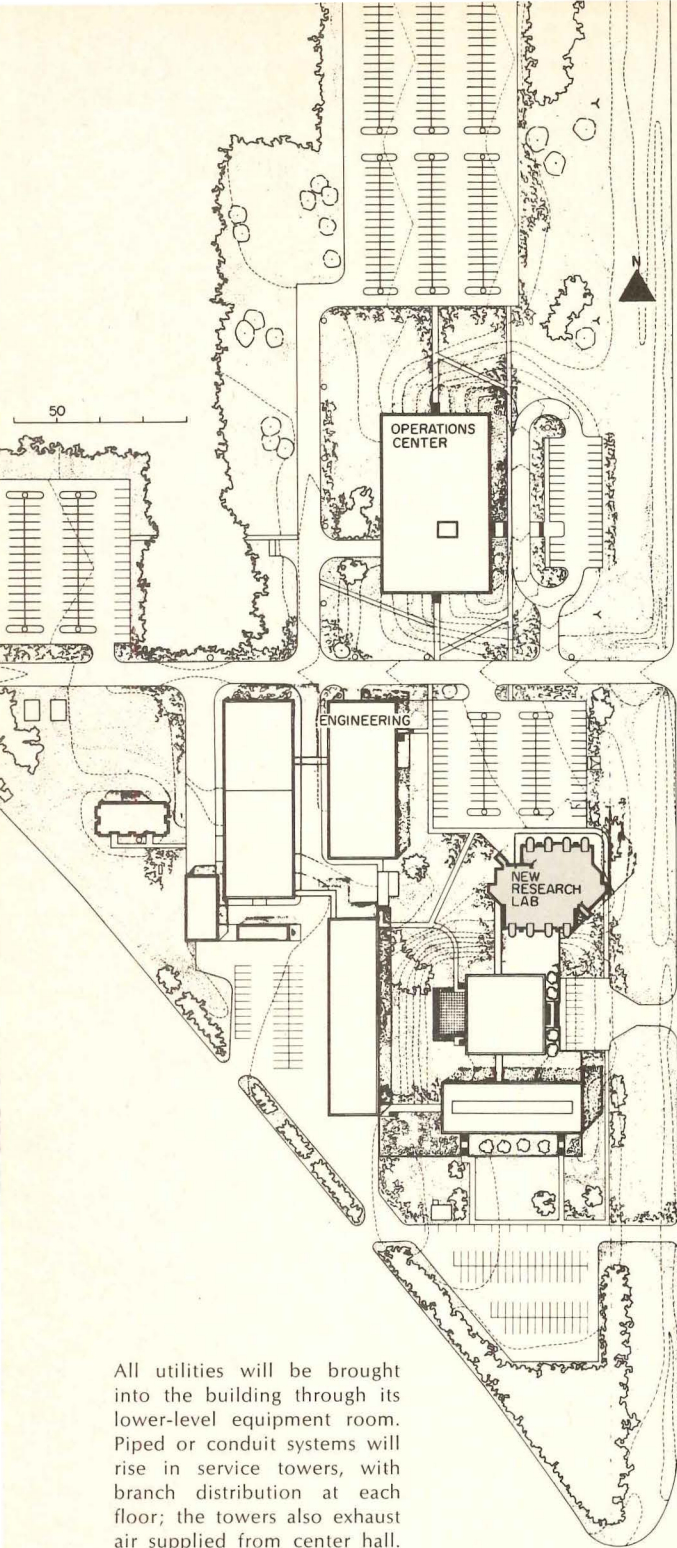 N
50
OPERATIONS
CENTER
ENGINEERING
NEW
RESEARCH
LAB
All utilities will be brought
into the building through its
lower-level equipment room.
Piped or conduit systems will
rise in service towers, with
branch distribution at each
floor; the towers also exhaust
air supplied from center hall.